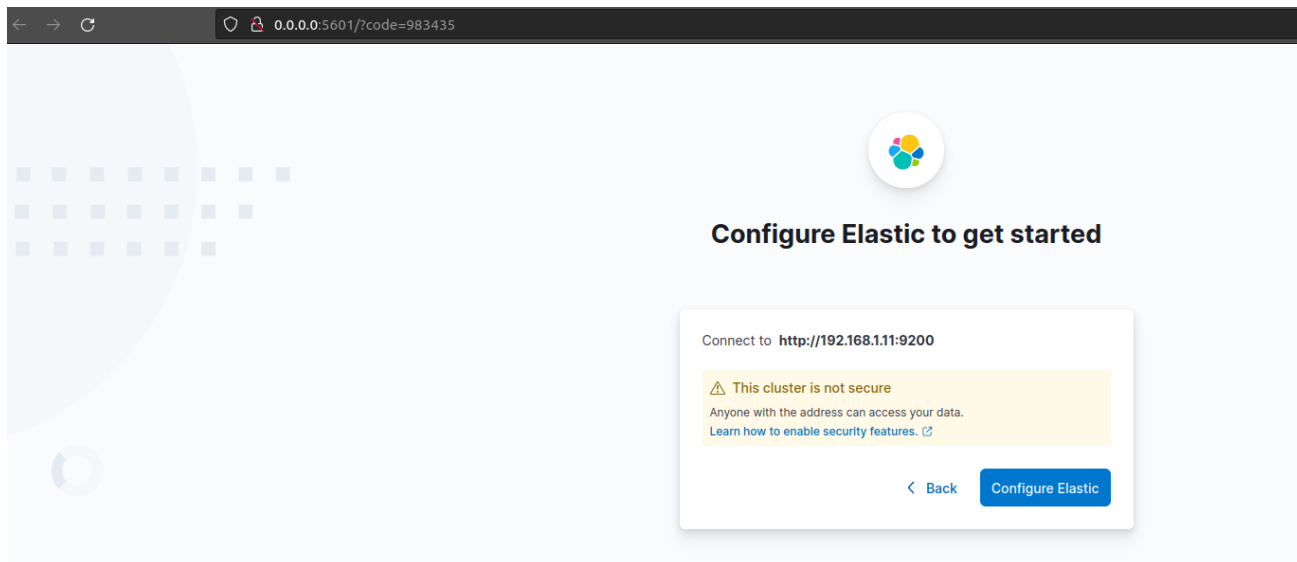 0.0.0.0:5601/?code=983435
Configure Elastic to get started
Connect to http://192.168.1.11:9200
This cluster is not secure
Anyone with the address can access your data.
Learn how to enable security features.
Back
Configure Elastic